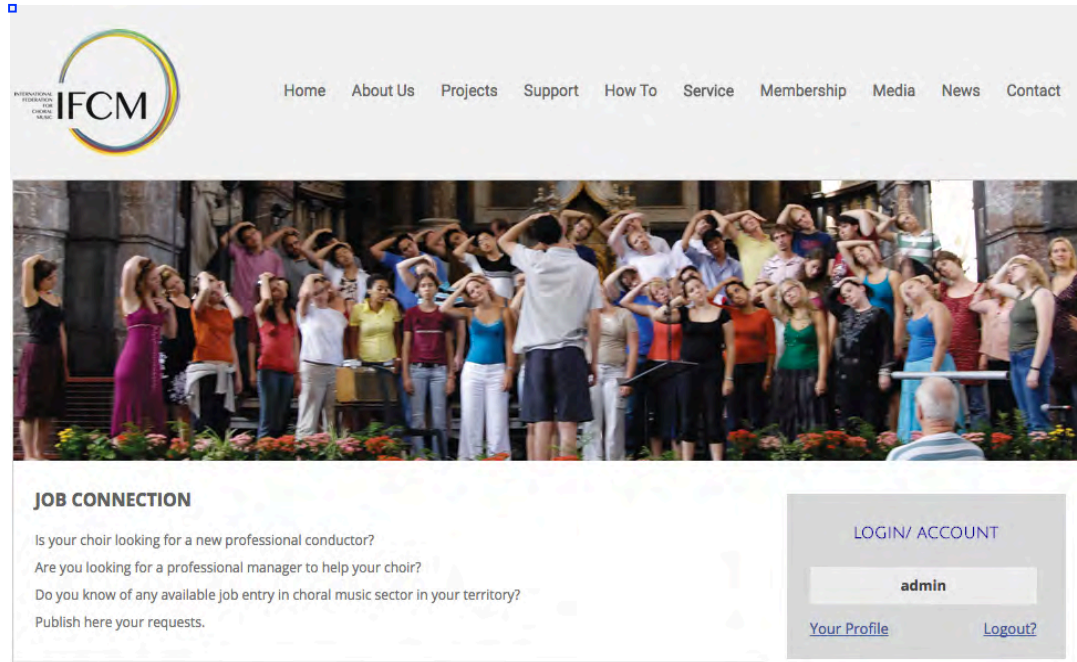 INTERNATIONAL
FEDERATION
FOR
CHORAL
MUSIC
IFCM
Home About Us Projects Support How To Service Membership Media News Contact
JOB CONNECTION
Is your choir looking for a new professional conductor?
Are you looking for a professional manager to help your choir?
Do you know of any available job entry in choral music sector in your territory?
Publish here your requests.
LOGIN/ ACCOUNT
admin
Your Profile Logout?